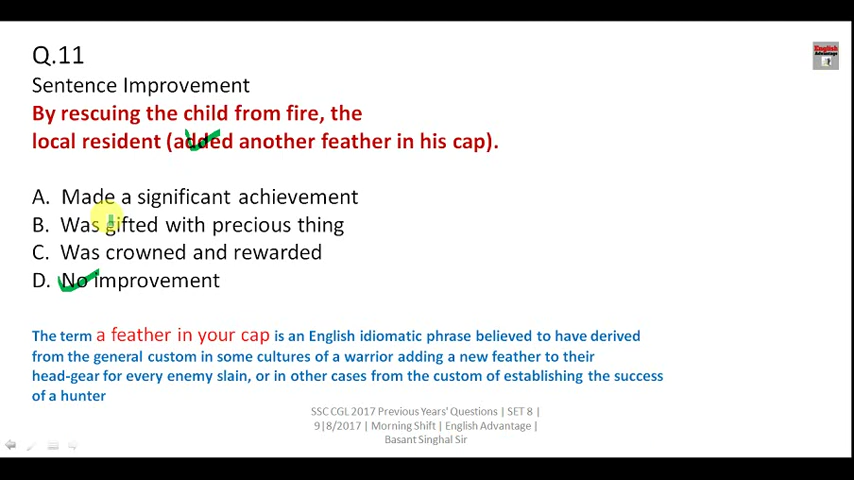 Q.11
English
Advantage
Sentence Improvement
By rescuing the child from fire, the
local resident (added another feather in his cap).
A. Made a significant achievement
B. Was gifted with precious thing
C. Was crowned and rewarded
D. No improvement
The term a feather in your cap is an English idiomatic phrase believed to have derived
from the general custom in some cultures of a warrior adding a new feather to their
head-gear for every enemy slain, or in other cases from the custom of establishing the success
of a hunter
SSC CGL 2017 Previous Years' Questions | SET 8 |
9|8/2017 | Morning Shift | English Advantage |
Basant Singhal Sir